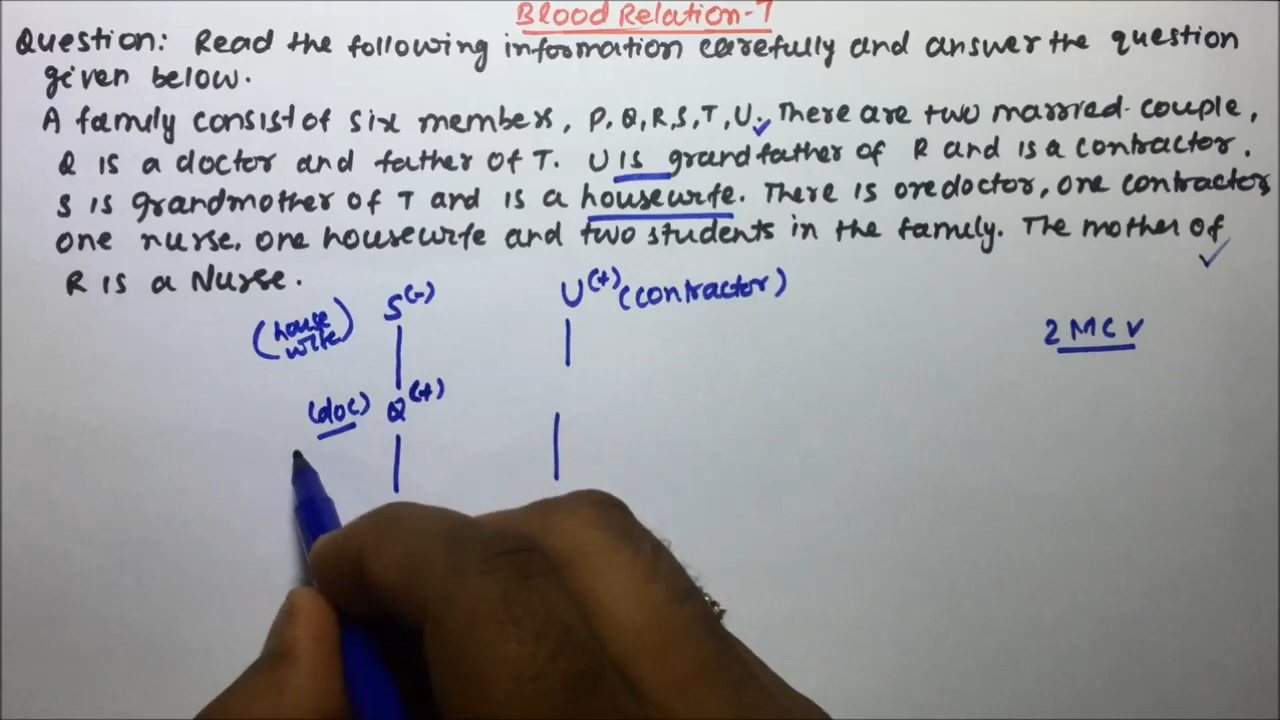 Blood Relation-7
Question: Read the following information carefully and answer the question
given below.
A family consist of six members, P, Q, R, S, T, U. There are two married couple,
Q is a doctor and father of T. U is grandfather of R and is a contractor.
S is grandmother of T and is a housewife. There is one doctor, one contractor,
one nurse, one housewife and two students in the family. The mother of
R is a Nurse.
S(-) U(+) (contractor)
(house
wife)
2 MC
(doc) Q(+)